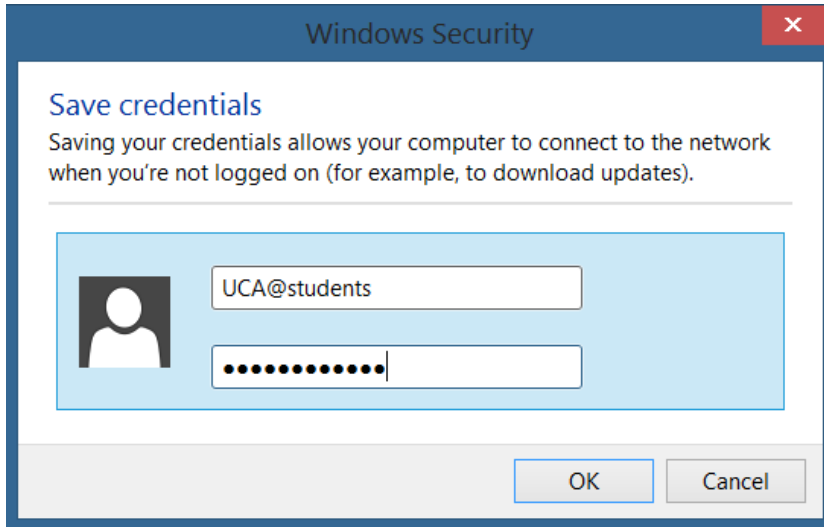 Windows Security
Save credentials
Saving your credentials allows your computer to connect to the network
when you're not logged on (for example, to download updates).
UCA@students
●●●●●●●●●●●●
OK
Cancel